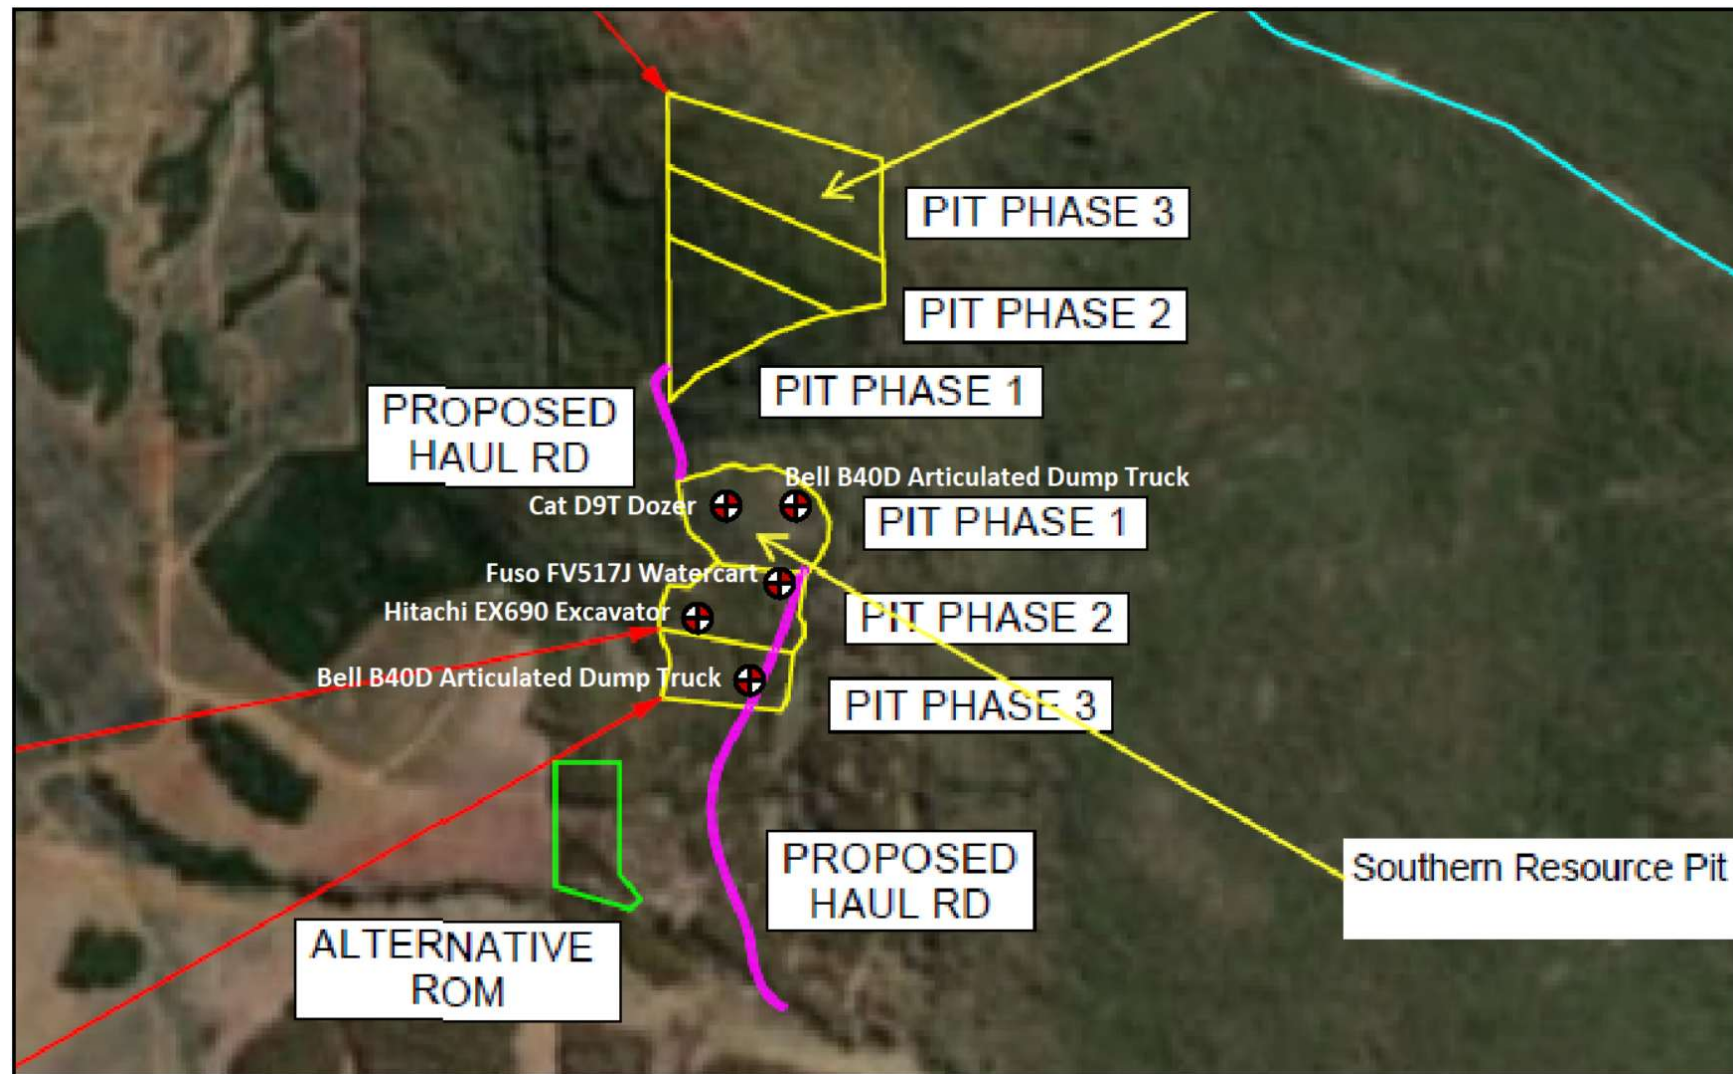 PIT PHASE 3
PIT PHASE 2
PIT PHASE 1
PROPOSED
HAUL RD
Bell B40D Articulated Dump Truck
Cat D9T Dozer
PIT PHASE 1
Fuso FV517J Watercart
Hitachi EX690 Excavator
PIT PHASE 2
Bell B40D Articulated Dump Truck
PIT PHASE 3
PROPOSED
HAUL RD
Southern Resource Pit
ALTERNATIVE
ROM